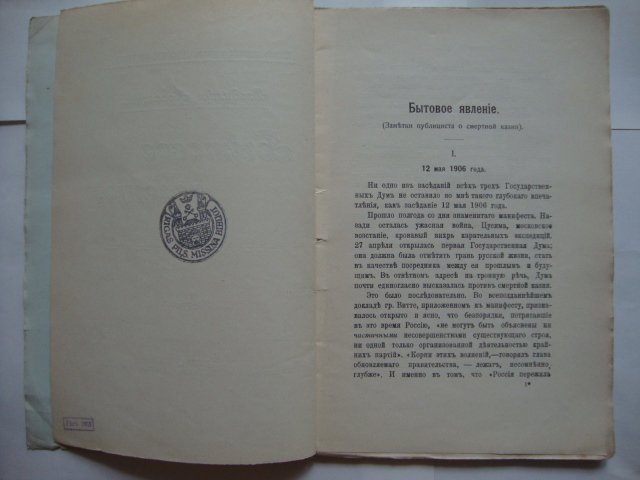 Бытовое явленіе.
(Замѣтки публициста о смертной казни).
I.
12 мая 1906 года.
Ни одно изъ засѣданій всѣхъ трехъ Государствен-
ныхъ Думъ не оставило во мнѣ такого глубокаго впеча-
тлѣнія, какъ засѣданіе 12 мая 1906 года.
Прошло полгода со дня знаменитаго манифеста. На-
зади осталась ужасная война, Цусима, московское
возстаніе, кровавый вихрь карательныхъ экспедицій.
27 апрѣля открылась первая Государственная Дума;
она должна была отмѣтить грань русской жизни, стать
въ качествѣ посредника между ея прошлымъ и буду-
щимъ. Въ отвѣтномъ адресѣ на тронную рѣчь, Дума
почти единогласно высказалась противъ смертной казни.
Это было послѣдовательно. Во всеподданнѣйшемъ
докладѣ гр. Витте, приложенномъ къ манифесту, призна-
валось открыто и ясно, что безпорядки, потрясавшіе
въ это время Россію, «не могутъ быть объяснены ни
частичными несовершенствами существующаго строя,
ни одной только организованной дѣятельностью край-
нихъ партій». «Корни этихъ волненій,—говорилъ глава
обновляемаго правительства, — лежатъ, несомнѣнно,
глубже». И именно въ томъ, что «Россія пережила
1*